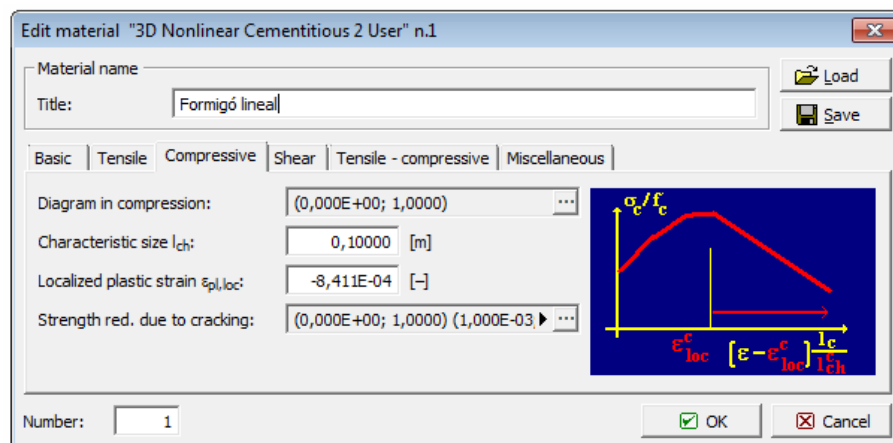 Edit material "3D Nonlinear Cementitious 2 User" n.1
Material name
Title: Formigó lineal
Load
Save
Basic Tensile Compressive Shear Tensile - compressive Miscellaneous
Diagram in compression: (0,000E+00; 1,0000) ...
Characteristic size lch: 0,10000 [m]
Localized plastic strain εpl,loc: -8,411E-04 [–]
Strength red. due to cracking: (0,000E+00; 1,0000) (1,000E-03, ...
σc/fc
εcloc [ε-εcloc]lc/lcch
Number: 1
OK Cancel